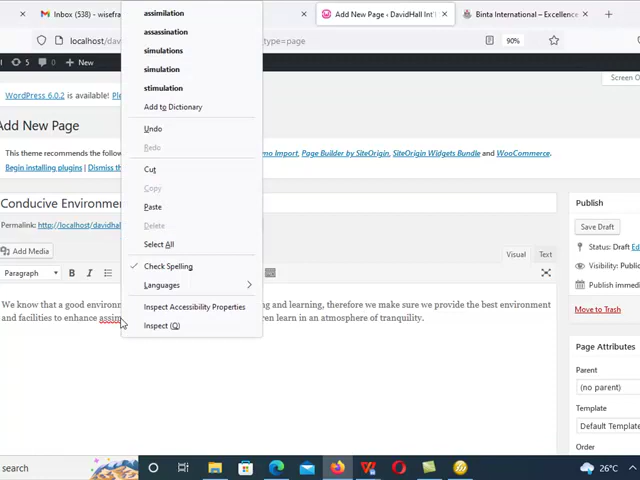 Inbox (538) - wisefra
Add New Page ‹ DavidHall Int'l
Binta International – Excellence
localhost/da
type=page
90%
5
0
New
Screen O
WordPress 6.0.2 is available! P
Add New Page
This theme recommends the follow
mo Import, Page Builder by SiteOrigin, SiteOrigin Widgets Bundle and WooCommerce.
Begin installing plugins | Dismiss th
Conducive Environme
Permalink: http://localhost/davidhal
Add Media
Visual
Text
Paragraph
B
I
We know that a good environ
ng and learning, therefore we make sure we provide the best environment
and facilities to enhance assim
ren learn in an atmosphere of tranquility.
assimilation
assassination
simulations
simulation
stimulation
Add to Dictionary
Undo
Redo
Cut
Copy
Paste
Delete
Select All
Check Spelling
Languages
Inspect Accessibility Properties
Inspect (Q)
Publish
Save Draft
Status: Draft Ed
Visibility: Public
Publish immedi
Move to Trash
Page Attributes
Parent
(no parent)
Template
Default Template
Order
search
26°C